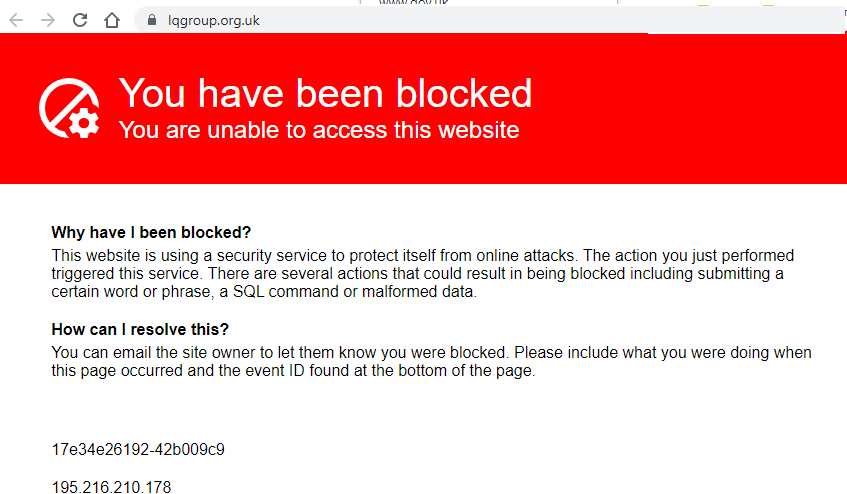 www.gov.uk
lqgroup.org.uk
You have been blocked
You are unable to access this website
Why have I been blocked?
This website is using a security service to protect itself from online attacks. The action you just performed
triggered this service. There are several actions that could result in being blocked including submitting a
certain word or phrase, a SQL command or malformed data.
How can I resolve this?
You can email the site owner to let them know you were blocked. Please include what you were doing when
this page occurred and the event ID found at the bottom of the page.
17e34e26192-42b009c9
195.216.210.178